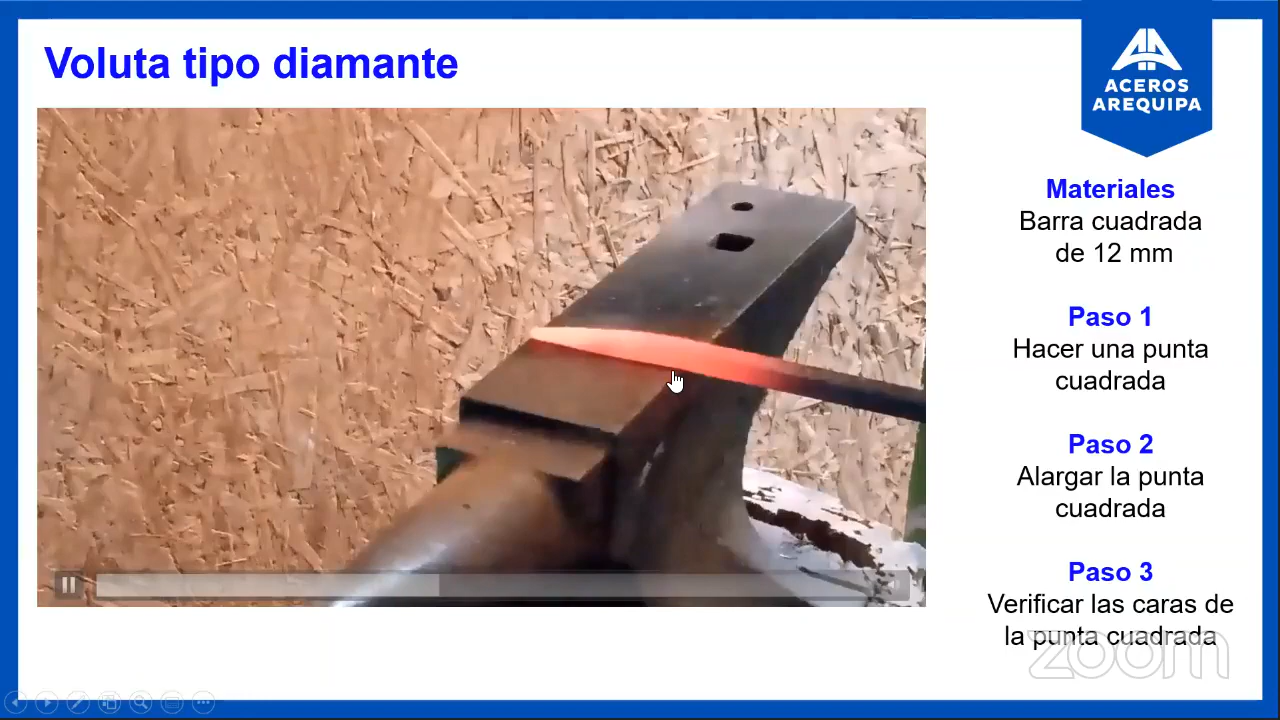 Voluta tipo diamante
ACEROS
AREQUIPA
Materiales
Barra cuadrada
de 12 mm
Paso 1
Hacer una punta
cuadrada
Paso 2
Alargar la punta
cuadrada
Paso 3
Verificar las caras de
la punta cuadrada
zoom